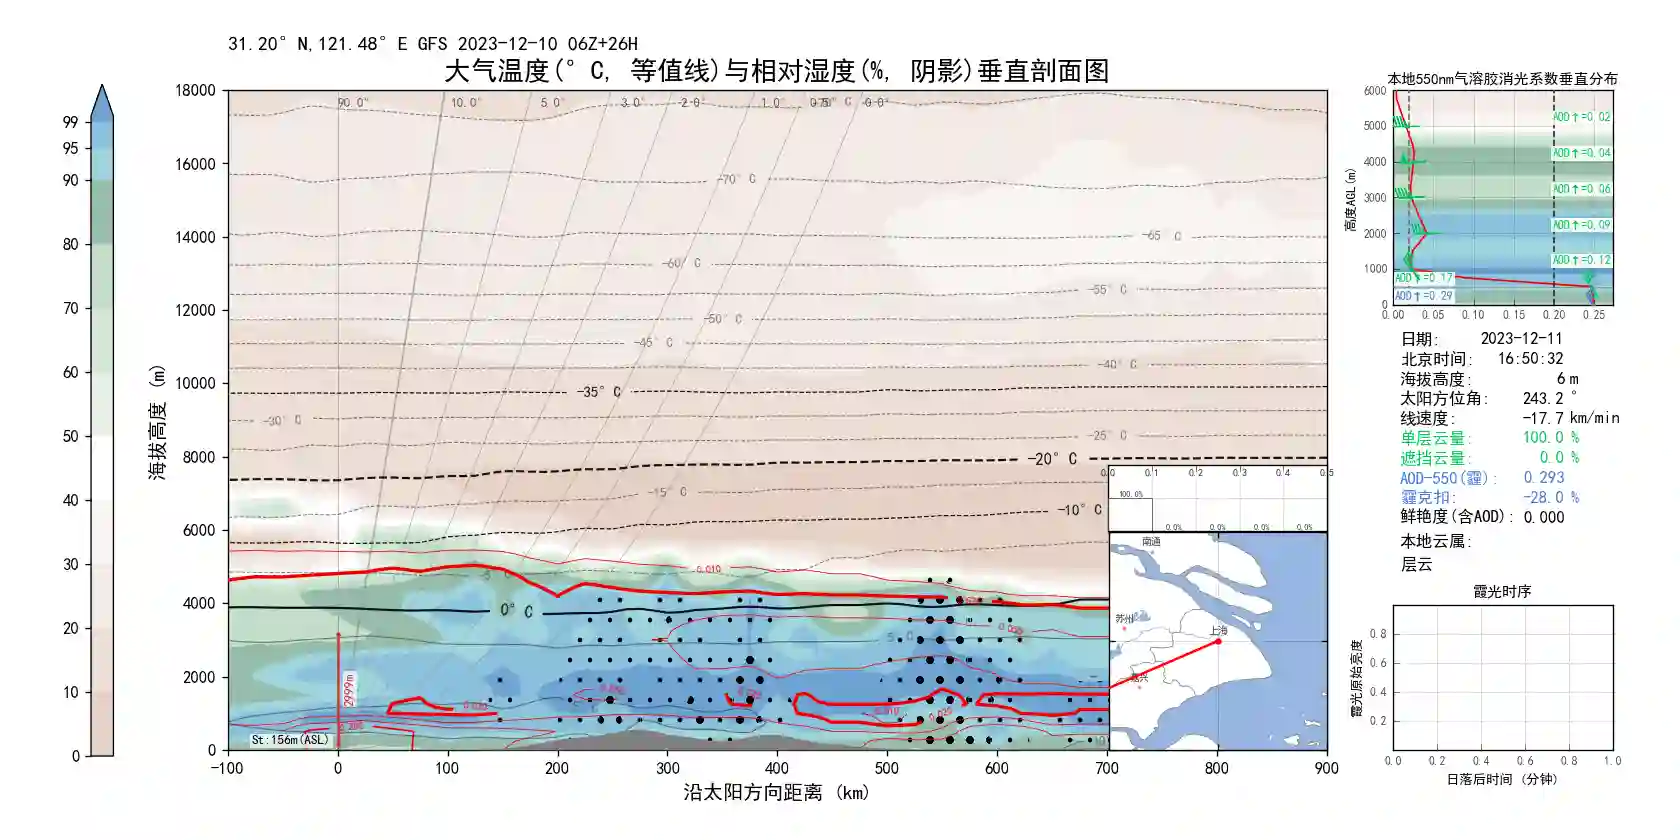 31.20° N,121.48° E GFS 2023-12-10 06Z+26H
大气温度(° C, 等值线)与相对湿度(%, 阴影)垂直剖面图
99
95
90
80
70
60
50
40
30
20
10
0
海拔高度 (m)
18000
16000
14000
12000
10000
8000
6000
4000
2000
0
90.0°
10.0°
5.0°
3.0°
2.0°
1.0°
-70° C
-65° C
-60° C
-55° C
-50° C
-45° C
-40° C
-35° C
-30° C
-25° C
-20° C
-15° C
-10° C
0.010
0° C
5° C
2999m
0.020
0.010
0.020
St:156m(ASL)
-100
0
100
200
300
400
500
600
700
800
900
沿太阳方向距离 (km)
0.0
0.1
0.2
0.3
0.4
0.5
100.0%
0.0%
0.0%
0.0%
0.0%
南通
苏州
上海
嘉兴
本地550nm气溶胶消光系数垂直分布
高度AGL(m)
6000
5000
4000
3000
2000
1000
0
AOD↑=0.02
AOD↑=0.04
AOD↑=0.06
AOD↑=0.09
AOD↑=0.12
AOD↑=0.17
AOD↑=0.29
0.00
0.05
0.10
0.15
0.20
0.25
日期: 2023-12-11
北京时间: 16:50:32
海拔高度: 6 m
太阳方位角: 243.2 °
线速度: -17.7 km/min
单层云量: 100.0 %
遮挡云量: 0.0 %
AOD-550(霾): 0.293
霾克扣: -28.0 %
鲜艳度(含AOD): 0.000
本地云属:
层云
霞光时序
霞光原始亮度
0.8
0.6
0.4
0.2
0.0
0.2
0.4
0.6
0.8
1.0
日落后时间 (分钟)